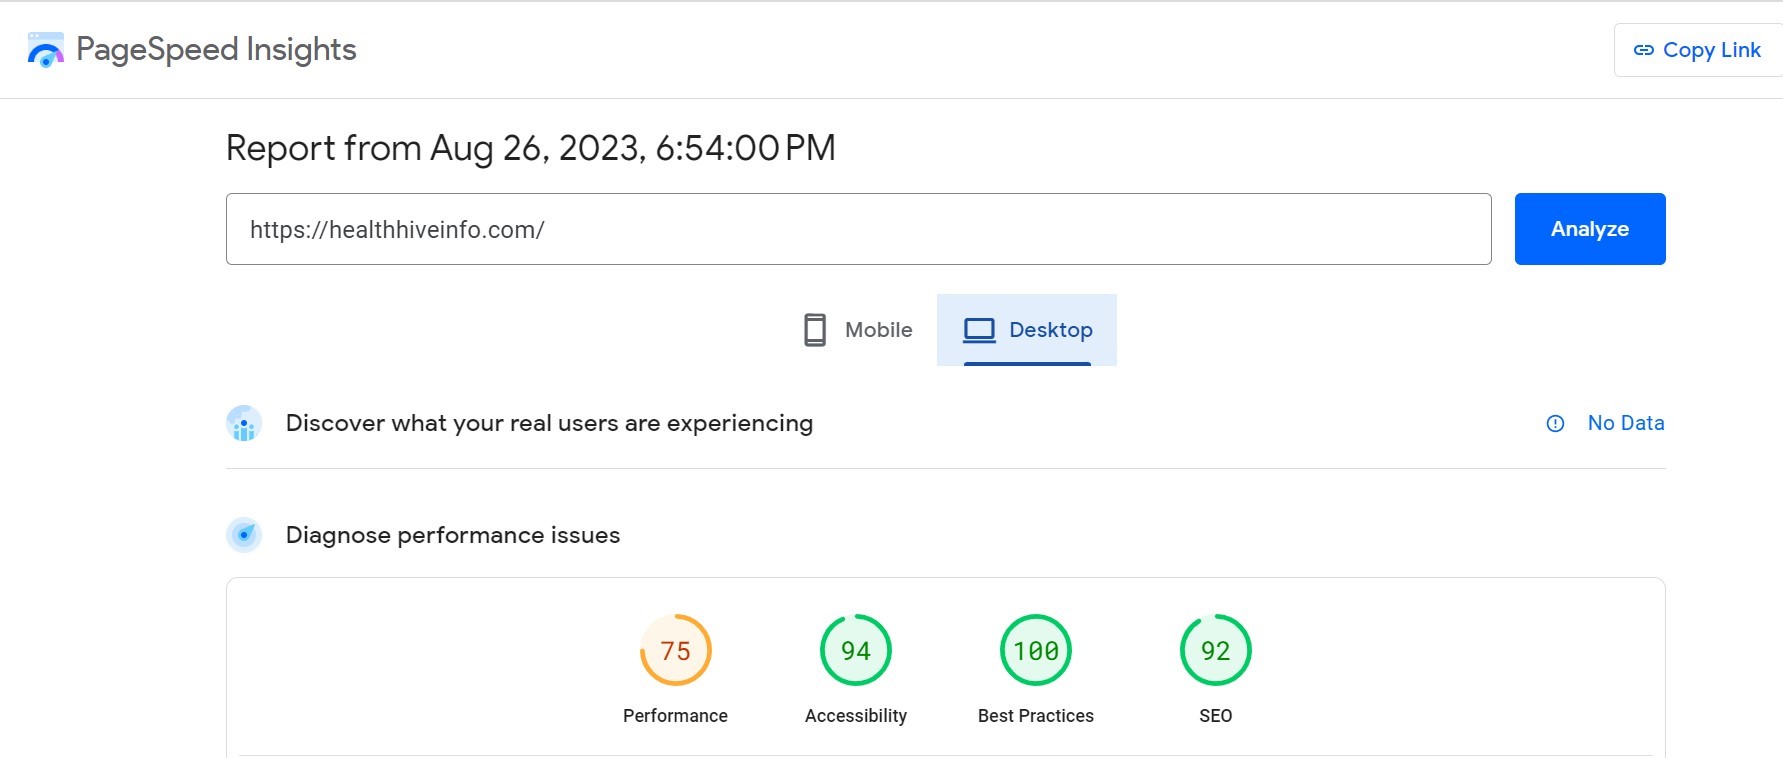 PageSpeed Insights
Copy Link
Report from Aug 26, 2023, 6:54:00 PM
https://healthhiveinfo.com/
Analyze
Mobile
Desktop
Discover what your real users are experiencing
No Data
Diagnose performance issues
75
94
100
92
Performance
Accessibility
Best Practices
SEO